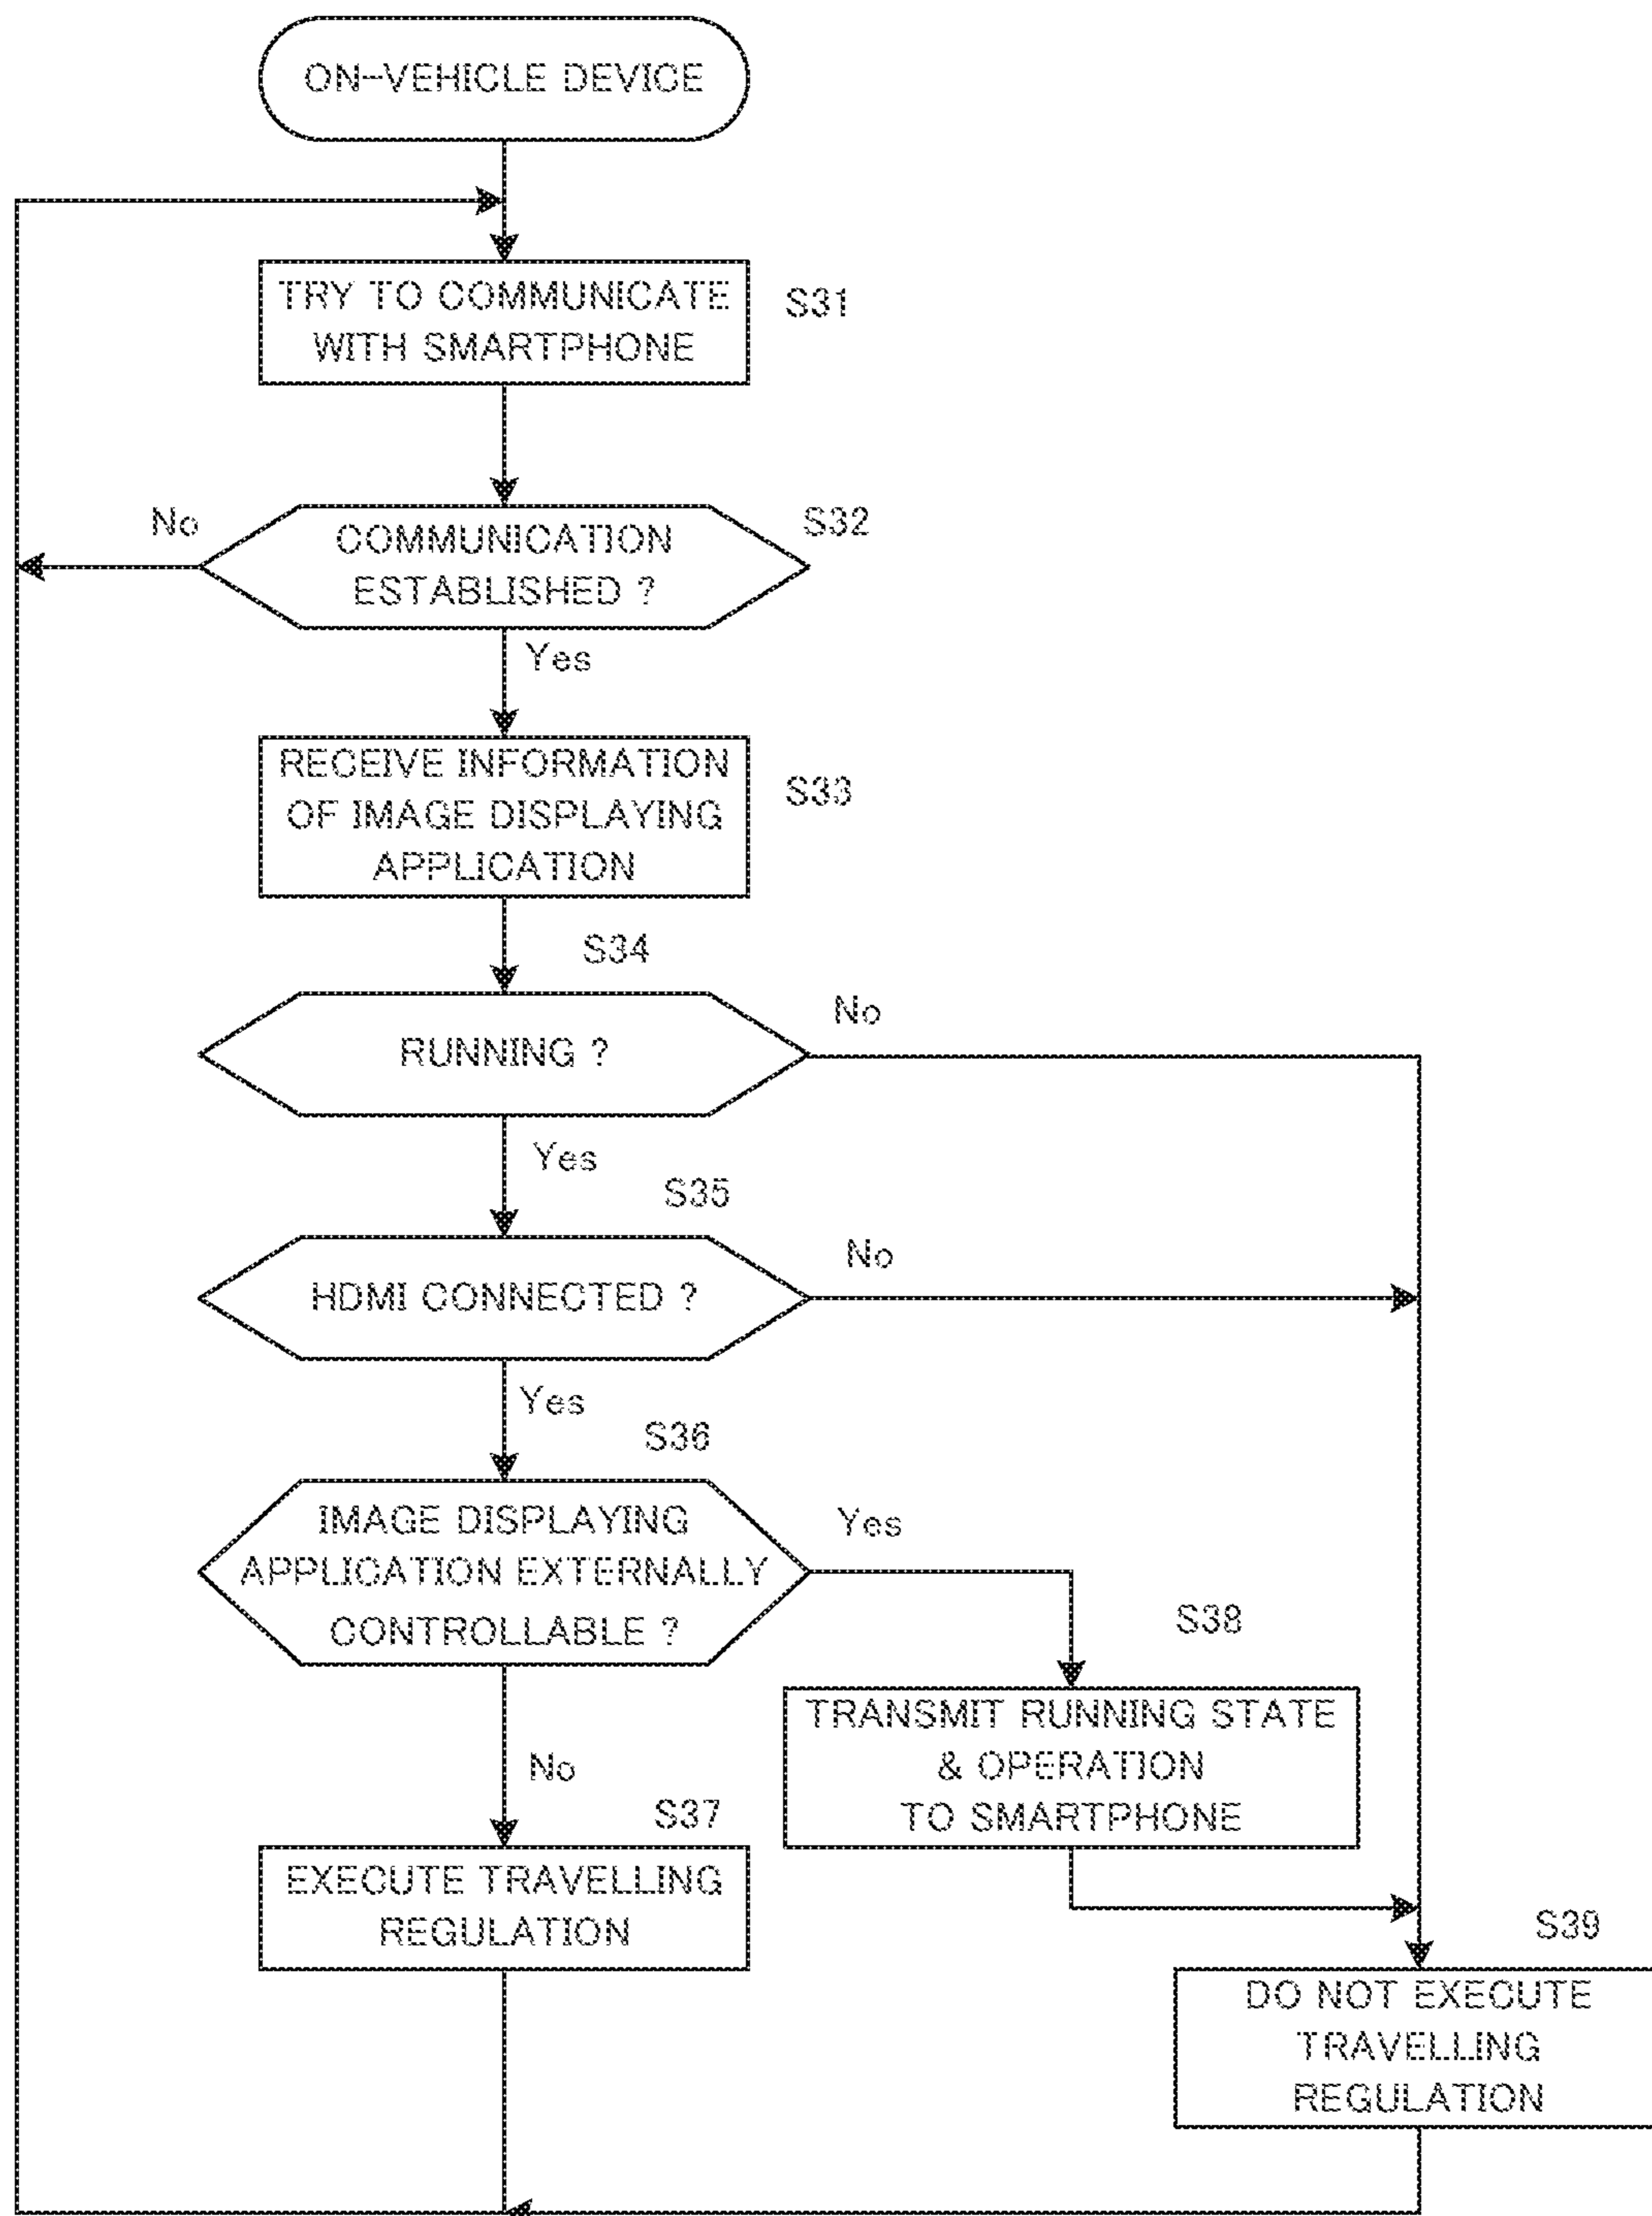 ON-VEHICLE DEVICE
TRY TO COMMUNICATE
WITH SMARTPHONE
S31
No
COMMUNICATION
ESTABLISHED ?
S32
Yes
RECEIVE INFORMATION
OF IMAGE DISPLAYING
APPLICATION
S33
S34
RUNNING ?
No
Yes
S35
HDMI CONNECTED ?
No
Yes
S36
IMAGE DISPLAYING
APPLICATION EXTERNALLY
CONTROLLABLE ?
Yes
S38
TRANSMIT RUNNING STATE
& OPERATION
TO SMARTPHONE
No
S37
EXECUTE TRAVELLING
REGULATION
S39
DO NOT EXECUTE
TRAVELLING
REGULATION